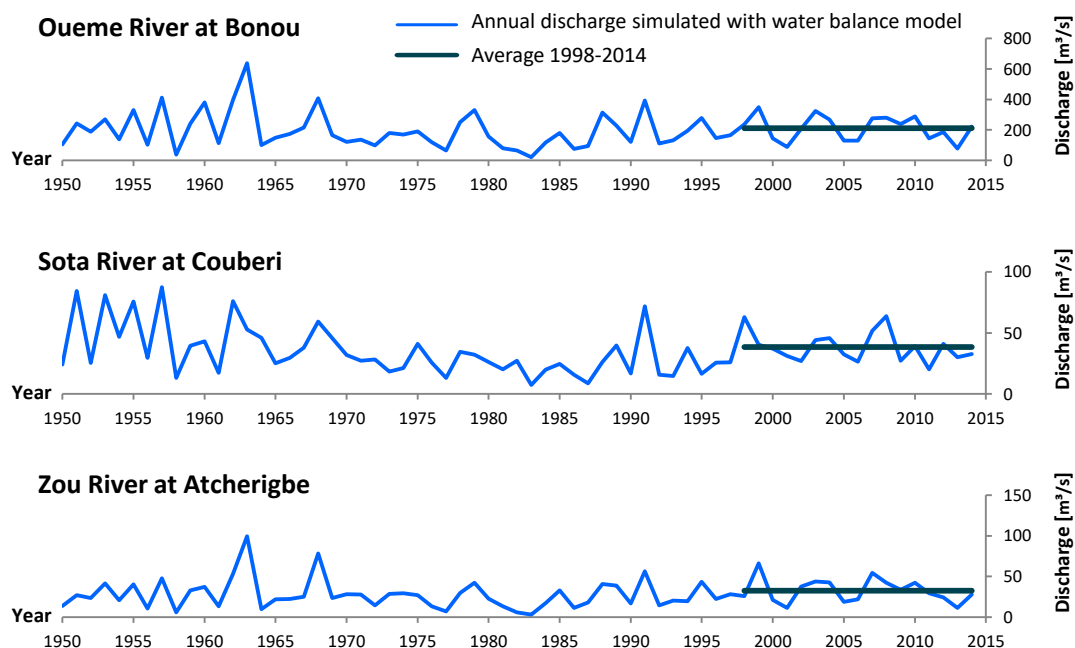 Oueme River at Bonou
Annual discharge simulated with water balance model
Average 1998-2014
Discharge [m³/s]
800
600
400
200
0
Year
1950 1955 1960 1965 1970 1975 1980 1985 1990 1995 2000 2005 2010 2015
Sota River at Couberi
Discharge [m³/s]
100
50
0
Year
1950 1955 1960 1965 1970 1975 1980 1985 1990 1995 2000 2005 2010 2015
Zou River at Atcherigbe
Discharge [m³/s]
150
100
50
0
Year
1950 1955 1960 1965 1970 1975 1980 1985 1990 1995 2000 2005 2010 2015